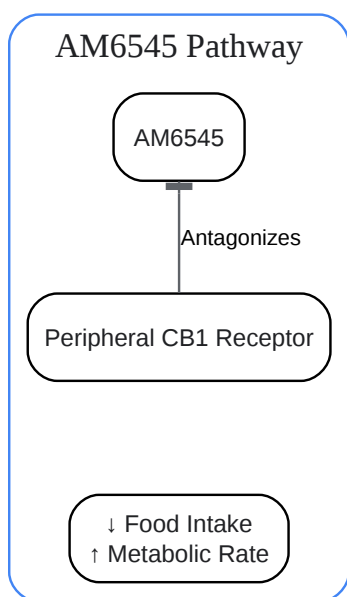 AM6545 Pathway
AM6545
Antagonizes
Peripheral CB1 Receptor
↓ Food Intake
↑ Metabolic Rate